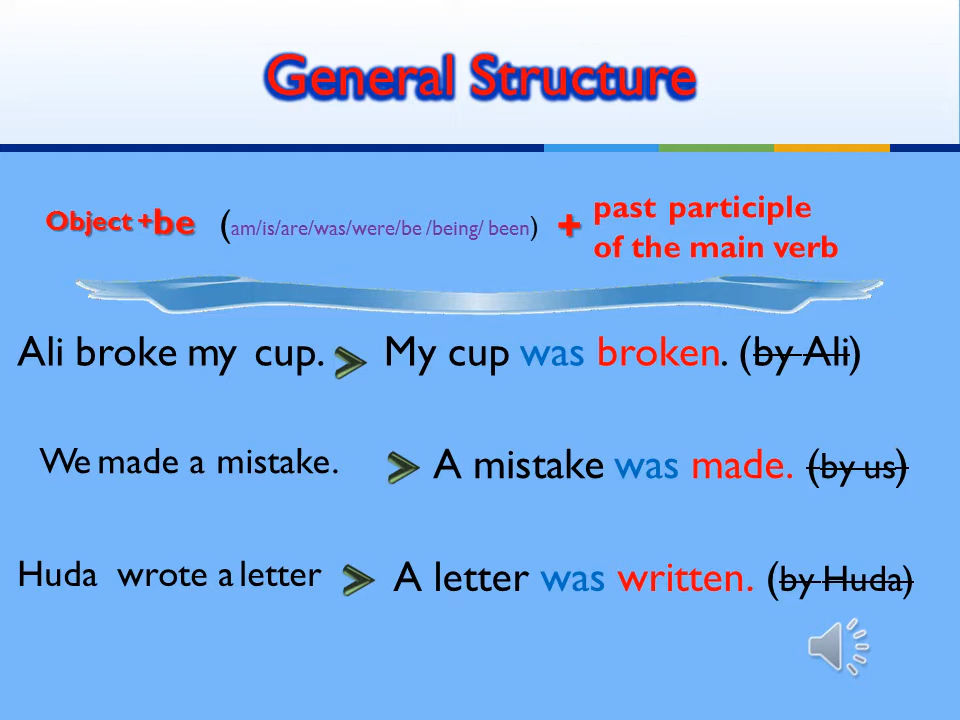 General Structure
Object +be (am/is/are/was/were/be /being/ been) + past participle
of the main verb
Ali broke my cup. > My cup was broken. (by Ali)
We made a mistake. > A mistake was made. (by us)
Huda wrote a letter > A letter was written. (by Huda)